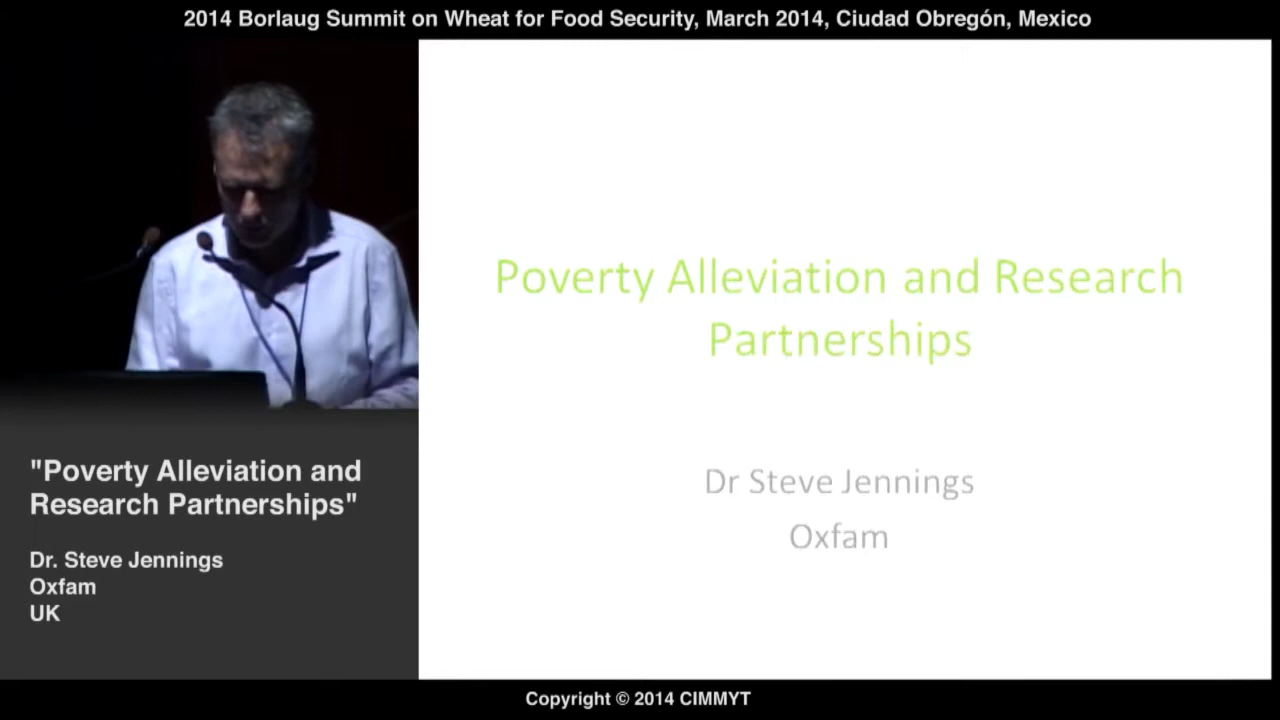 2014 Borlaug Summit on Wheat for Food Security, March 2014, Ciudad Obregón, Mexico
Poverty Alleviation and Research
Partnerships
Dr Steve Jennings
Oxfam
"Poverty Alleviation and
Research Partnerships"
Dr. Steve Jennings
Oxfam
UK
Copyright © 2014 CIMMYT